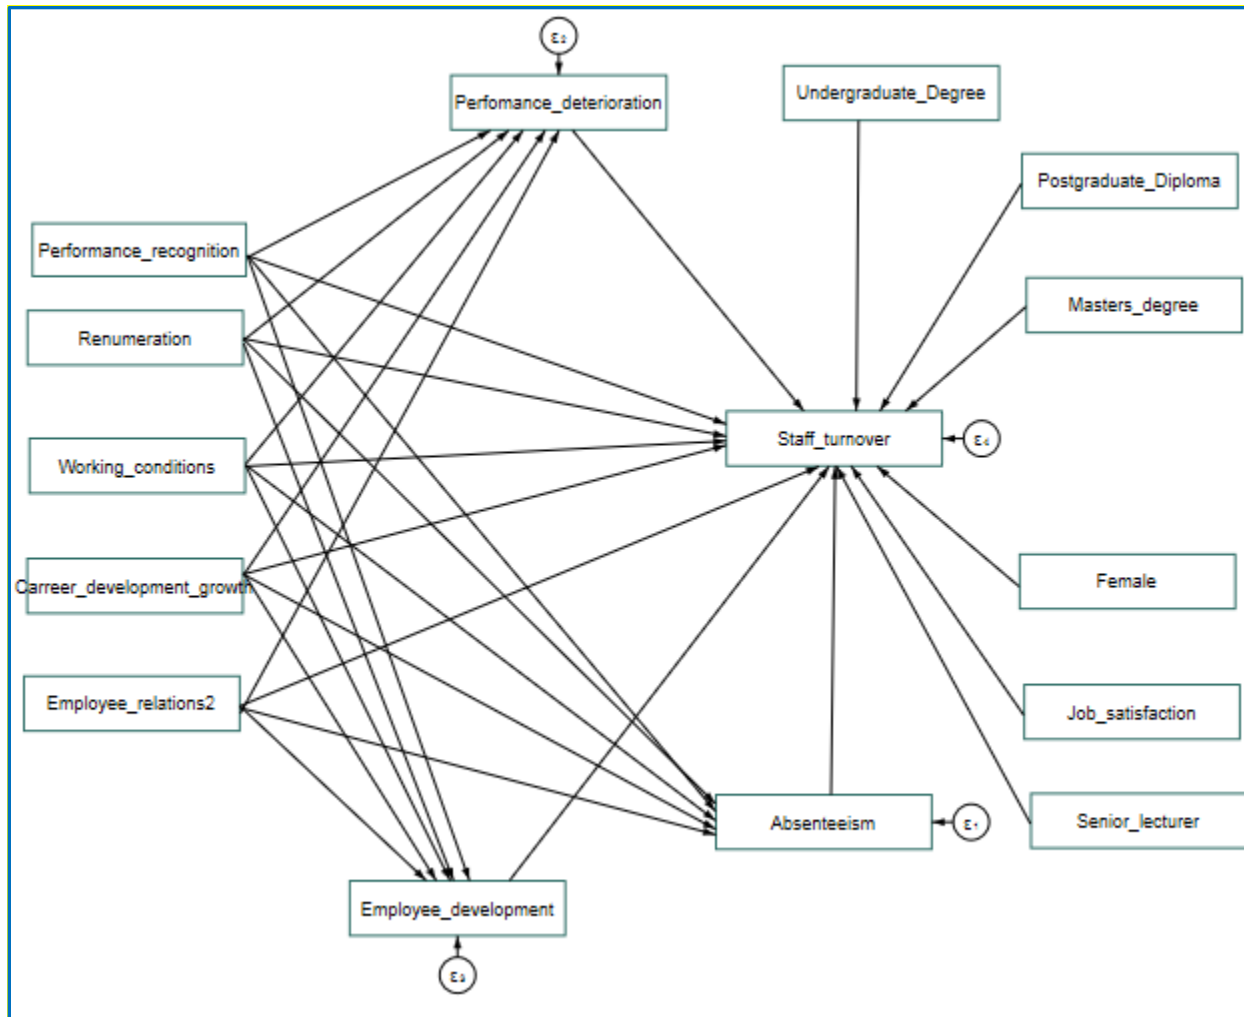 ε₂
Perfomance_deterioration
Undergraduate_Degree
Postgraduate_Diploma
Performance_recognition
Masters_degree
Renumeration
Staff_turnover
ε₄
Working_conditions
Carreer_development_growth
Female
Employee_relations2
Job_satisfaction
Absenteeism
ε₁
Senior_lecturer
Employee_development
ε₃